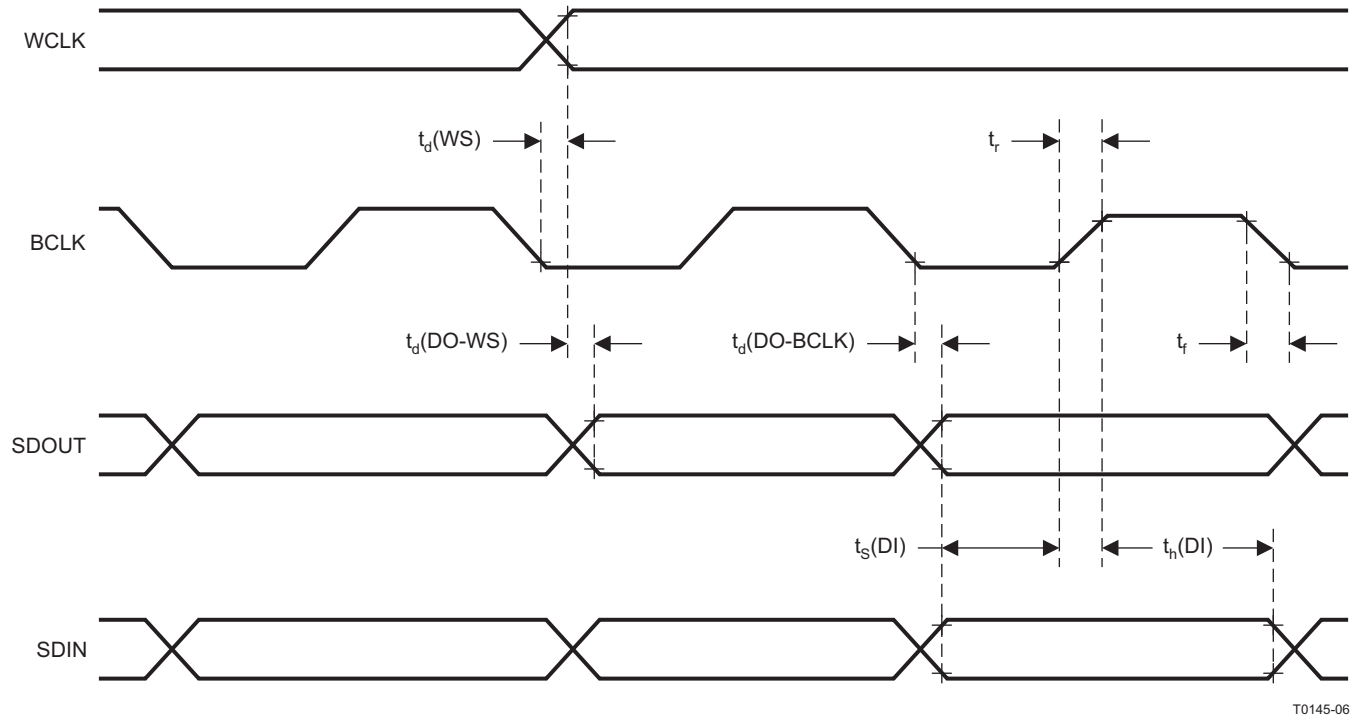 WCLK
t_d(WS)
t_r
BCLK
t_d(DO-WS)
t_d(DO-BCLK)
t_f
SDOUT
t_S(DI)
t_h(DI)
SDIN
T0145-06